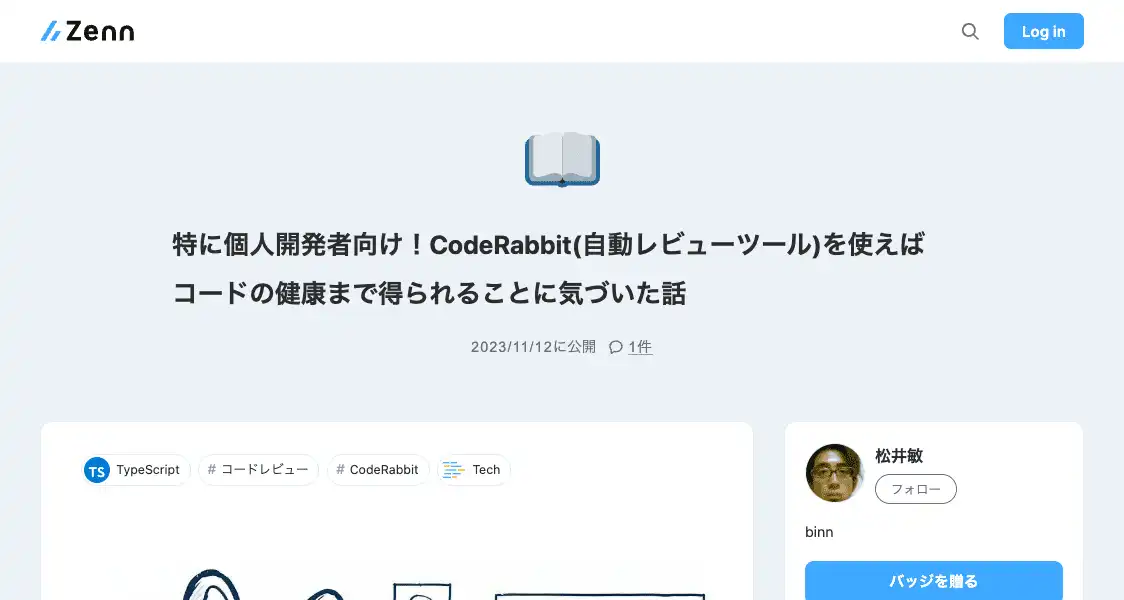 Zenn
Log in
特に個人開発者向け！CodeRabbit(自動レビューツール)を使えば
コードの健康まで得られることに気づいた話
2023/11/12に公開 1件
TS TypeScript # コードレビュー # CodeRabbit Tech
松井敏
フォロー
binn
バッジを贈る